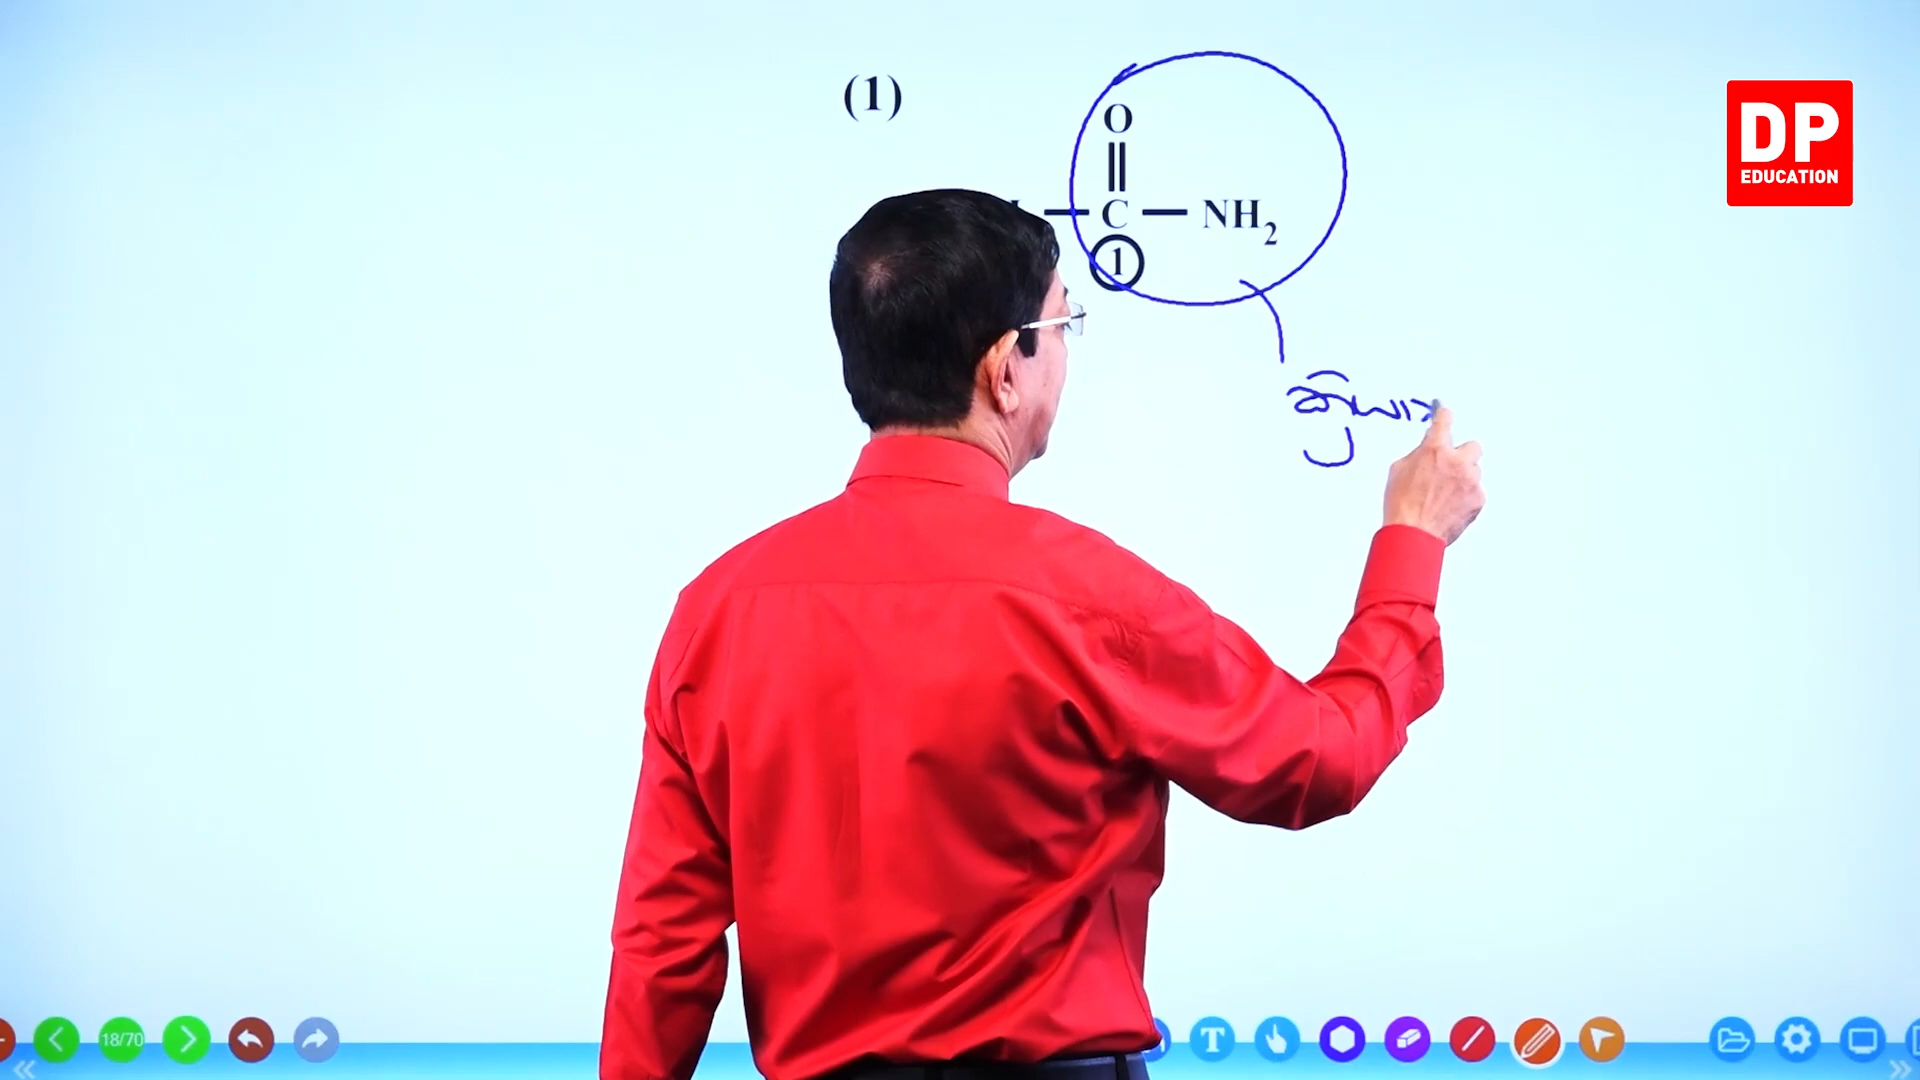 (1)
O
||
— C — NH₂
1
ක්‍රියා
DP
EDUCATION
18/70
T